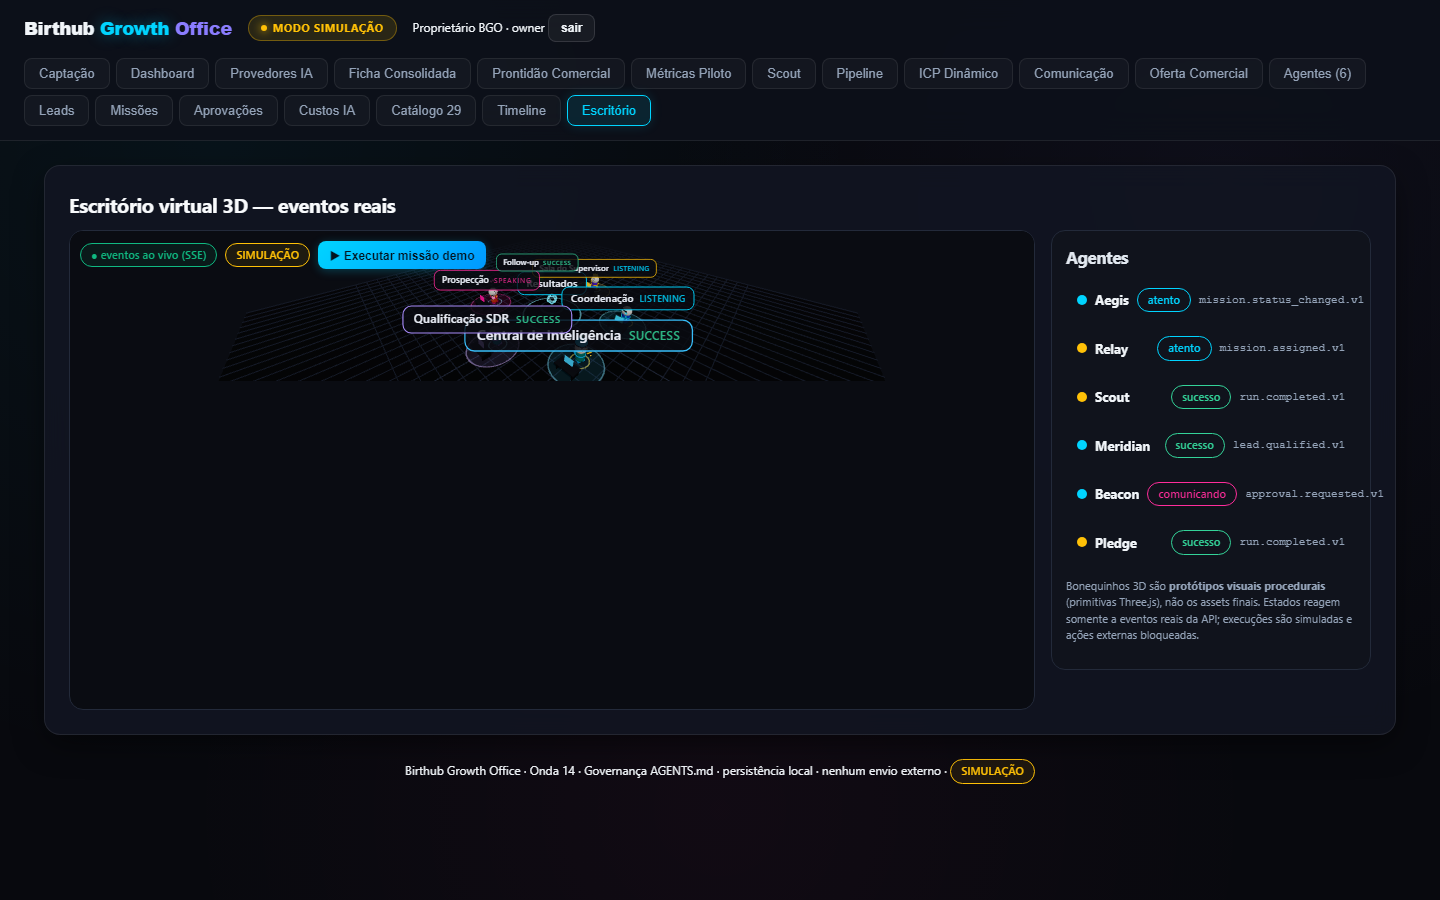 Birthub Growth Office
MODO SIMULAÇÃO
Proprietário BGO · owner
sair
Captação
Dashboard
Provedores IA
Ficha Consolidada
Prontidão Comercial
Métricas Piloto
Scout
Pipeline
ICP Dinâmico
Comunicação
Oferta Comercial
Agentes (6)
Leads
Missões
Aprovações
Custos IA
Catálogo 29
Timeline
Escritório
Escritório virtual 3D — eventos reais
● eventos ao vivo (SSE)
SIMULAÇÃO
▶ Executar missão demo
Follow-up SUCCESS
Supervisor LISTENING
Prospecção SPEAKING
Coordenação LISTENING
Qualificação SDR SUCCESS
Central de Inteligência SUCCESS
Agentes
Aegis atento mission.status_changed.v1
Relay atento mission.assigned.v1
Scout sucesso run.completed.v1
Meridian sucesso lead.qualified.v1
Beacon comunicando approval.requested.v1
Pledge sucesso run.completed.v1
Bonequinhos 3D são protótipos visuais procedurais
(primitivas Three.js), não os assets finais. Estados reagem
somente a eventos reais da API; execuções são simuladas e
ações externas bloqueadas.
Birthub Growth Office · Onda 14 · Governança AGENTS.md · persistência local · nenhum envio externo · SIMULAÇÃO